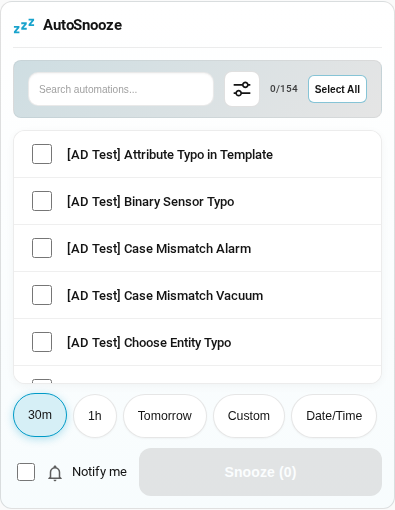 zzz AutoSnooze
Search automations... 0/154 Select All
[AD Test] Attribute Typo in Template
[AD Test] Binary Sensor Typo
[AD Test] Case Mismatch Alarm
[AD Test] Case Mismatch Vacuum
[AD Test] Choose Entity Typo
30m 1h Tomorrow Custom Date/Time
Notify me Snooze (0)